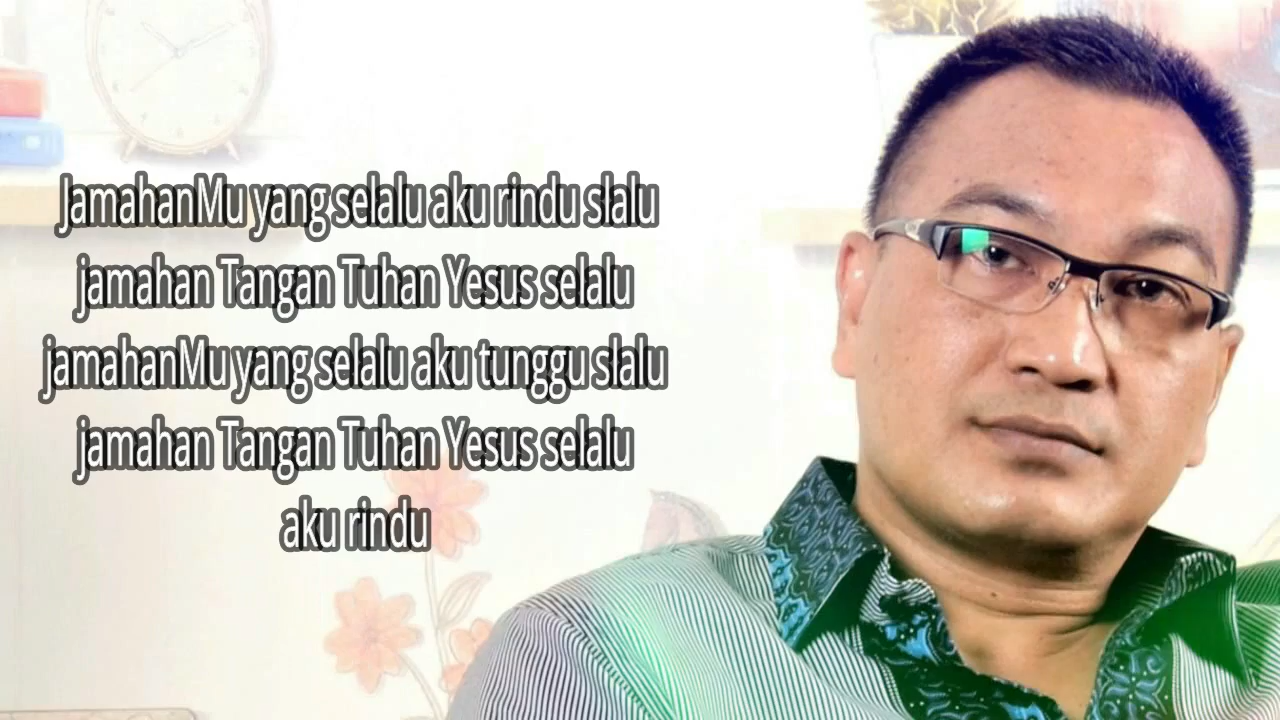 JamahanMu yang selalu aku rindu slalu
jamahan Tangan Tuhan Yesus selalu
jamahanMu yang selalu aku tunggu slalu
jamahan Tangan Tuhan Yesus selalu
aku rindu